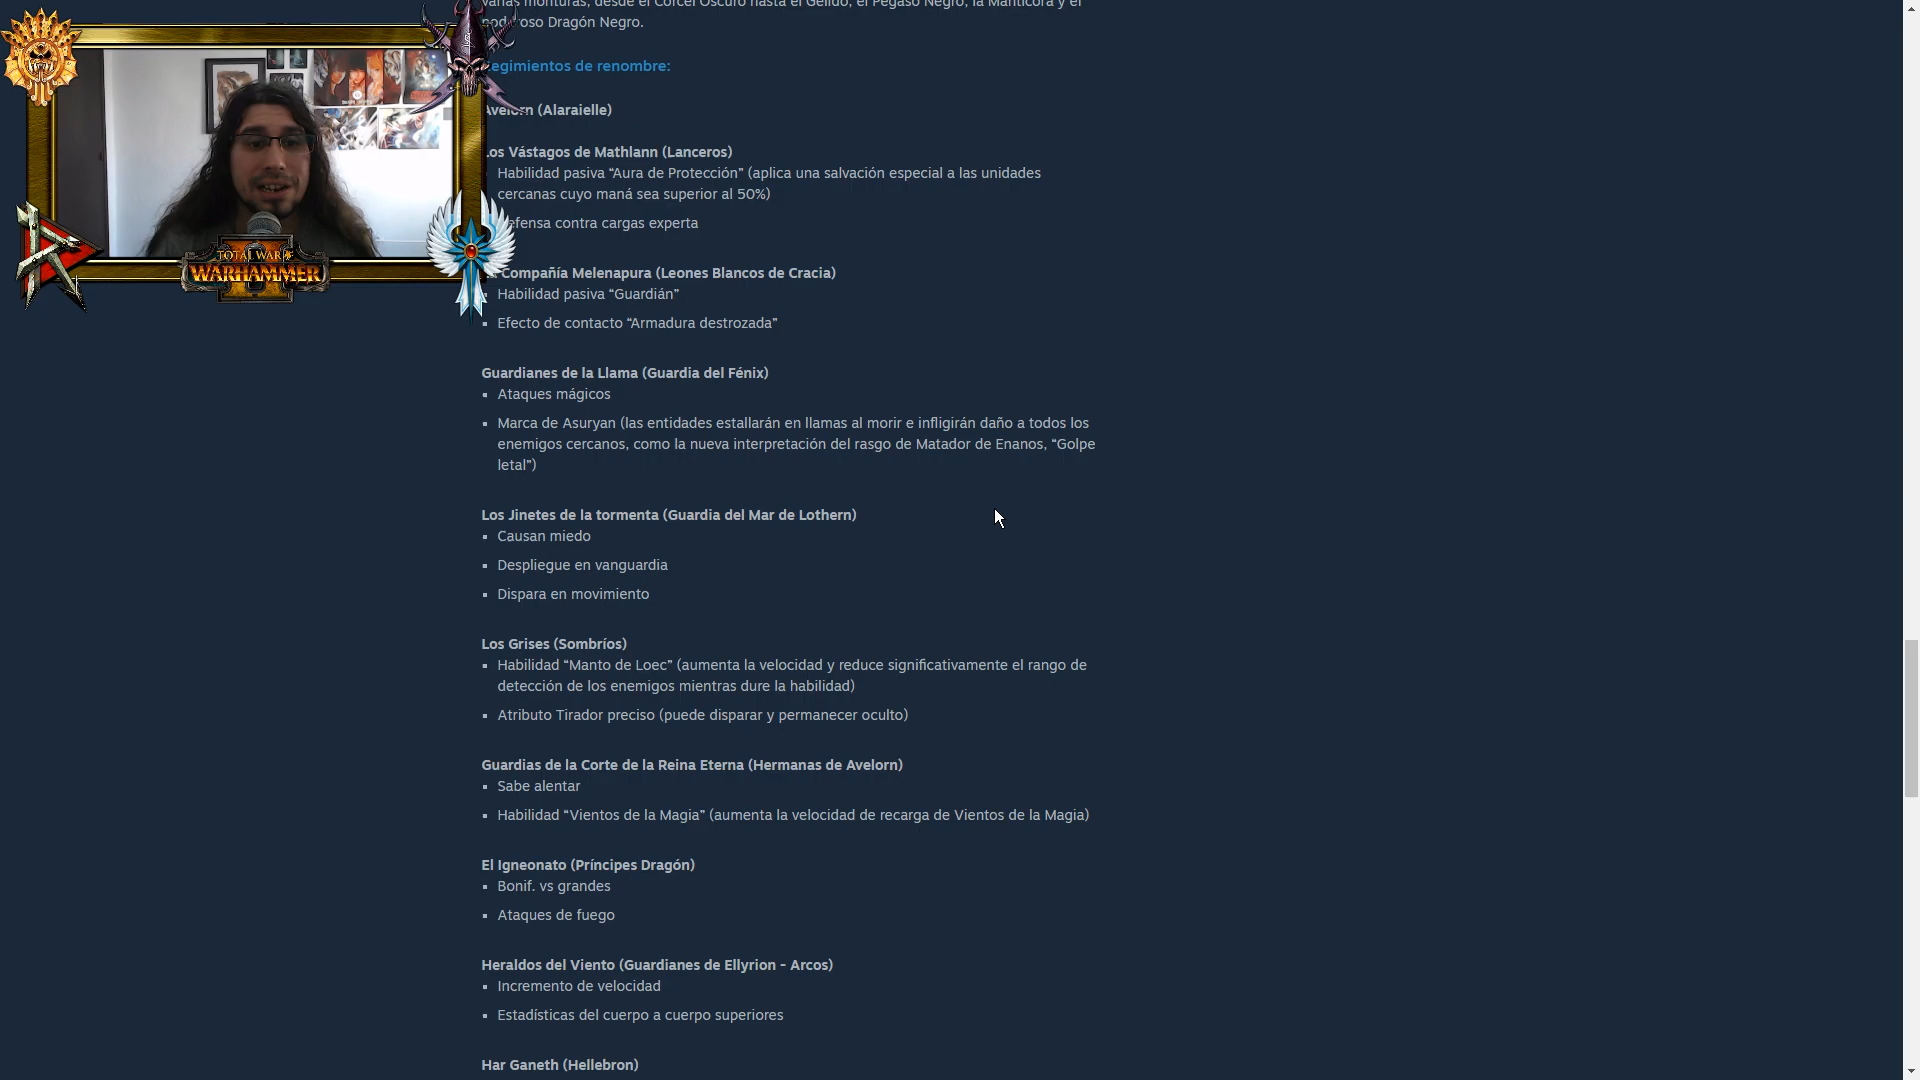 varias monturas, desde el Corcel Oscuro hasta el Gélido, el Pegaso Negro, la Mantícora y el
poderoso Dragón Negro.
egimientos de renombre:
Avelorn (Alaraielle)
Los Vástagos de Mathlann (Lanceros)
Habilidad pasiva “Aura de Protección” (aplica una salvación especial a las unidades
cercanas cuyo maná sea superior al 50%)
efensa contra cargas experta
Compañía Melenapura (Leones Blancos de Cracia)
Habilidad pasiva “Guardián”
Efecto de contacto “Armadura destrozada”
TOTAL WAR
WARHAMMER
II
Guardianes de la Llama (Guardia del Fénix)
Ataques mágicos
Marca de Asuryan (las entidades estallarán en llamas al morir e infligirán daño a todos los
enemigos cercanos, como la nueva interpretación del rasgo de Matador de Enanos, “Golpe
letal”)
Los Jinetes de la tormenta (Guardia del Mar de Lothern)
Causan miedo
Despliegue en vanguardia
Dispara en movimiento
Los Grises (Sombríos)
Habilidad “Manto de Loec” (aumenta la velocidad y reduce significativamente el rango de
detección de los enemigos mientras dure la habilidad)
Atributo Tirador preciso (puede disparar y permanecer oculto)
Guardias de la Corte de la Reina Eterna (Hermanas de Avelorn)
Sabe alentar
Habilidad “Vientos de la Magia” (aumenta la velocidad de recarga de Vientos de la Magia)
El Igneonato (Príncipes Dragón)
Bonif. vs grandes
Ataques de fuego
Heraldos del Viento (Guardianes de Ellyrion - Arcos)
Incremento de velocidad
Estadísticas del cuerpo a cuerpo superiores
Har Ganeth (Hellebron)